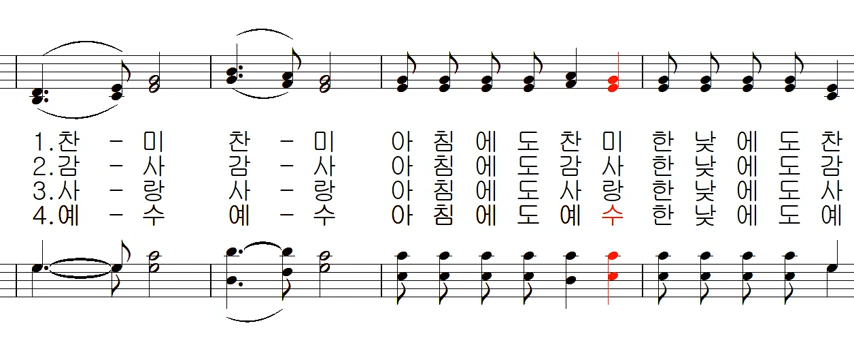 1.찬 - 미 찬 - 미 아 침 에 도 찬 미 한 낮 에 도 찬
2.감 - 사 감 - 사 아 침 에 도 감 사 한 낮 에 도 감
3.사 - 랑 사 - 랑 아 침 에 도 사 랑 한 낮 에 도 사
4.예 - 수 예 - 수 아 침 에 도 예 수 한 낮 에 도 예